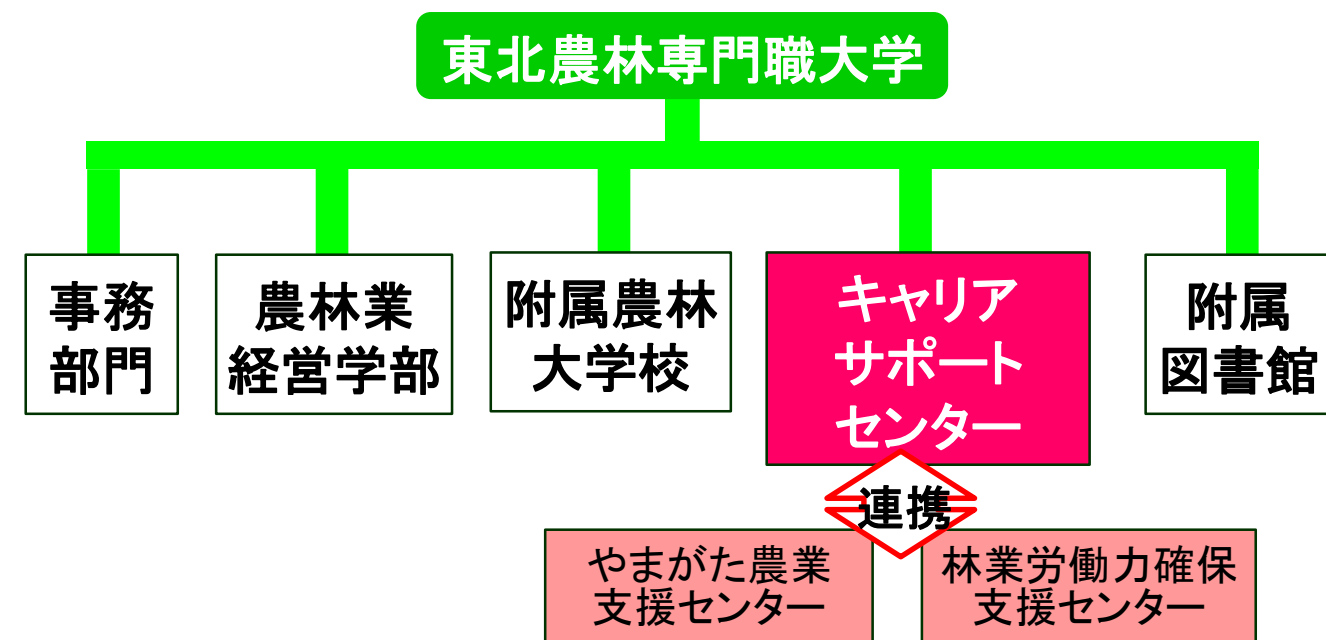 東北農林専門職大学
事務
部門
農林業
経営学部
附属農林
大学校
キャリア
サポート
センター
附属
図書館
連携
やまがた農業
支援センター
林業労働力確保
支援センター